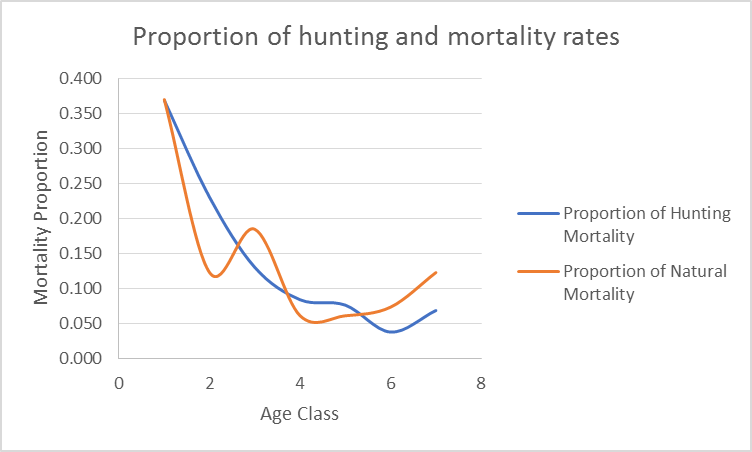 Proportion of hunting and mortality rates
0.400
0.350
0.300
0.250
0.200
0.150
0.100
0.050
0.000
Mortality Proportion
0 2 4 6 8
Age Class
Proportion of Hunting
Mortality
Proportion of Natural
Mortality